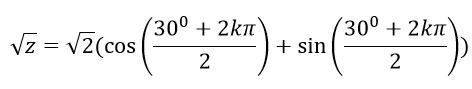 √z = √2(cos((30⁰ + 2kπ)/2) + sin((30⁰ + 2kπ)/2))